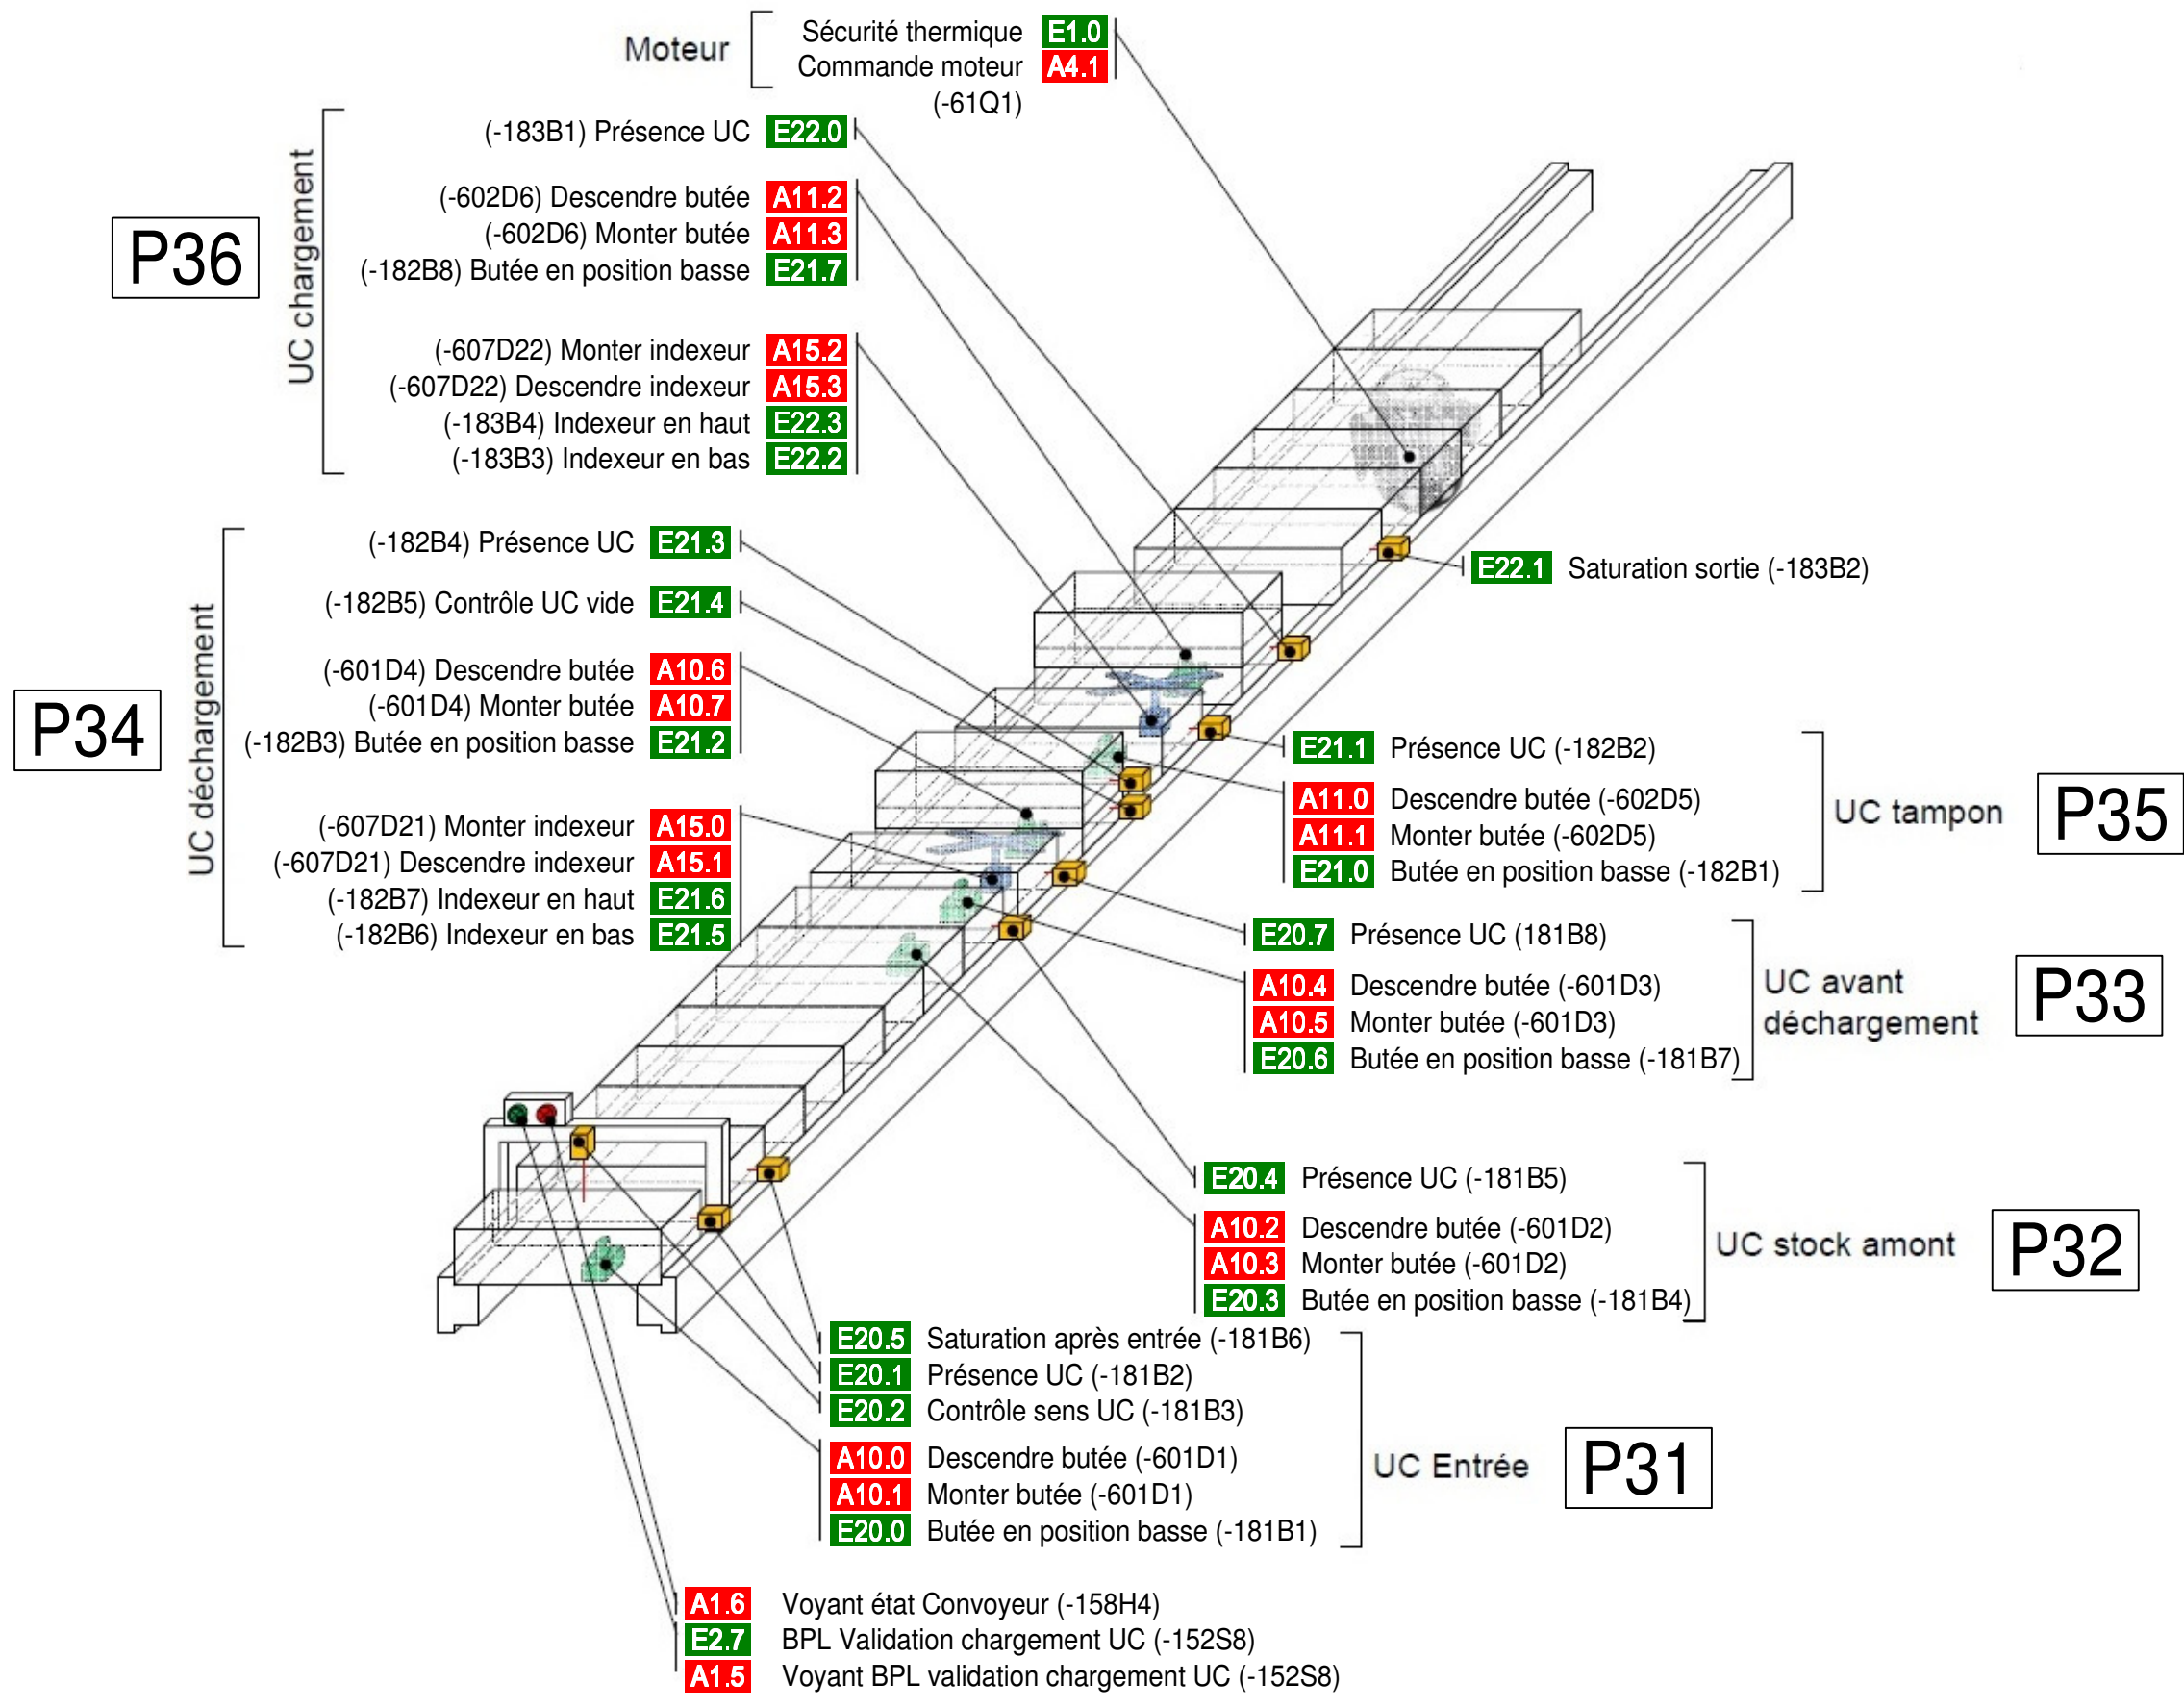 Moteur
Sécurité thermique E1.0
Commande moteur A4.1
(-61Q1)
P36
UC chargement
(-183B1) Présence UC E22.0
(-602D6) Descendre butée A11.2
(-602D6) Monter butée A11.3
(-182B8) Butée en position basse E21.7
(-607D22) Monter indexeur A15.2
(-607D22) Descendre indexeur A15.3
(-183B4) Indexeur en haut E22.3
(-183B3) Indexeur en bas E22.2
P34
UC déchargement
(-182B4) Présence UC E21.3
(-182B5) Contrôle UC vide E21.4
(-601D4) Descendre butée A10.6
(-601D4) Monter butée A10.7
(-182B3) Butée en position basse E21.2
(-607D21) Monter indexeur A15.0
(-607D21) Descendre indexeur A15.1
(-182B7) Indexeur en haut E21.6
(-182B6) Indexeur en bas E21.5
E22.1 Saturation sortie (-183B2)
E21.1 Présence UC (-182B2)
A11.0 Descendre butée (-602D5)
A11.1 Monter butée (-602D5)
E21.0 Butée en position basse (-182B1)
UC tampon
P35
E20.7 Présence UC (181B8)
A10.4 Descendre butée (-601D3)
A10.5 Monter butée (-601D3)
E20.6 Butée en position basse (-181B7)
UC avant
déchargement
P33
E20.4 Présence UC (-181B5)
A10.2 Descendre butée (-601D2)
A10.3 Monter butée (-601D2)
E20.3 Butée en position basse (-181B4)
UC stock amont
P32
E20.5 Saturation après entrée (-181B6)
E20.1 Présence UC (-181B2)
E20.2 Contrôle sens UC (-181B3)
A10.0 Descendre butée (-601D1)
A10.1 Monter butée (-601D1)
E20.0 Butée en position basse (-181B1)
UC Entrée
P31
A1.6 Voyant état Convoyeur (-158H4)
E2.7 BPL Validation chargement UC (-152S8)
A1.5 Voyant BPL validation chargement UC (-152S8)